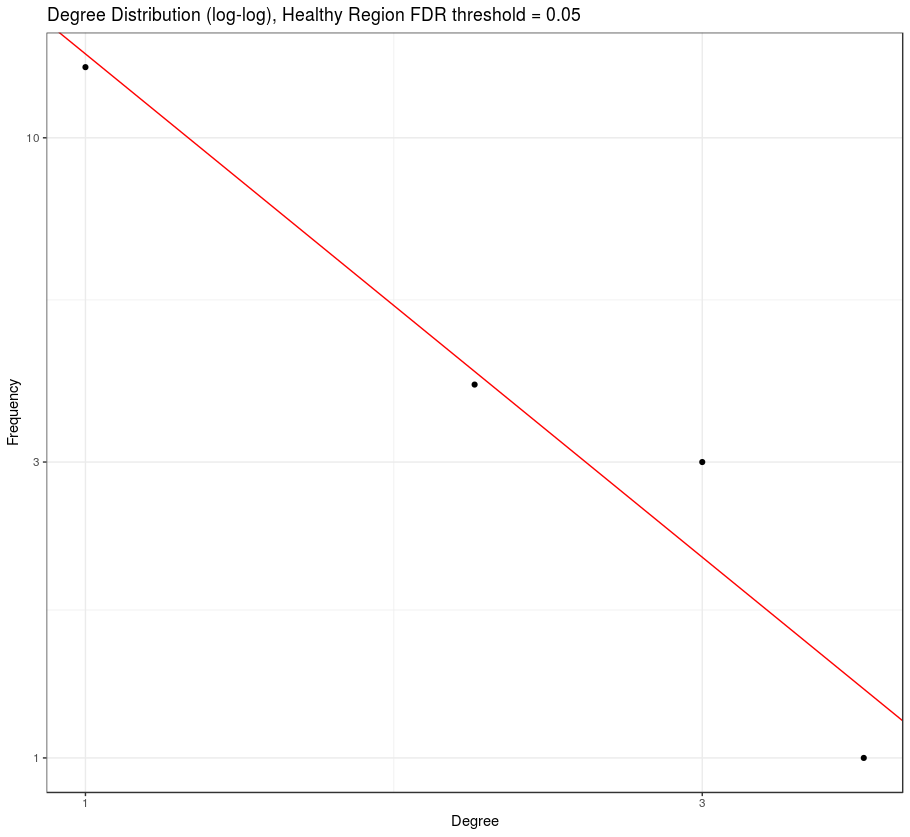 Degree Distribution (log-log), Healthy Region FDR threshold = 0.05
10
3
1
Frequency
1
3
Degree